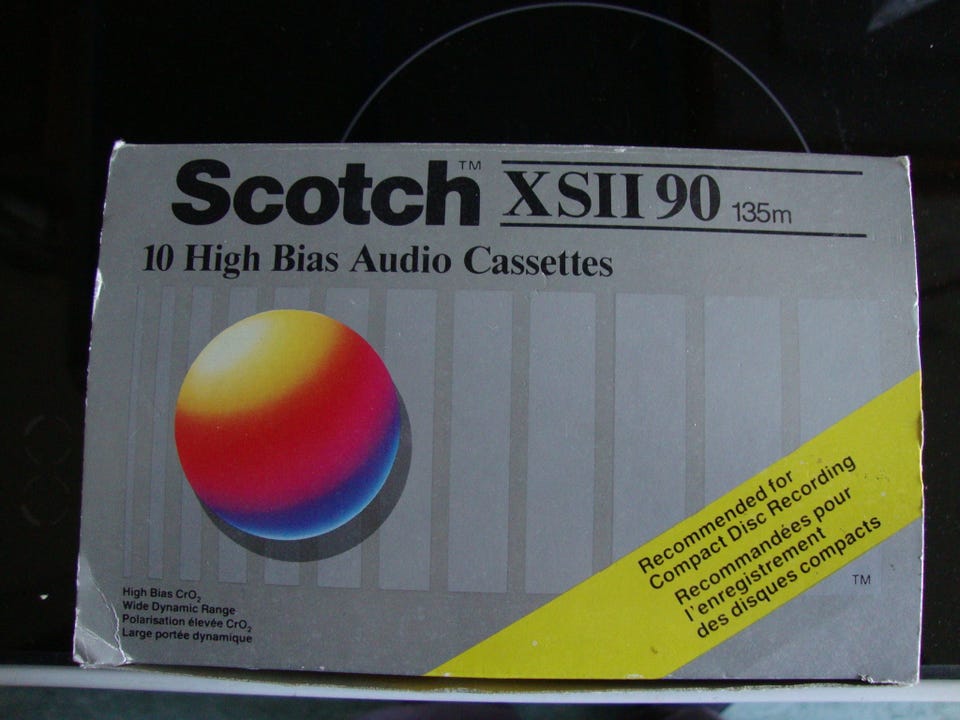 Scotch™ XSII 90 135m
10 High Bias Audio Cassettes
Recommended for
Compact Disc Recording
Recommandées pour
l'enregistrement
des disques compacts
TM
High Bias CrO₂
Wide Dynamic Range
Polarisation élevée CrO₂
Large portée dynamique